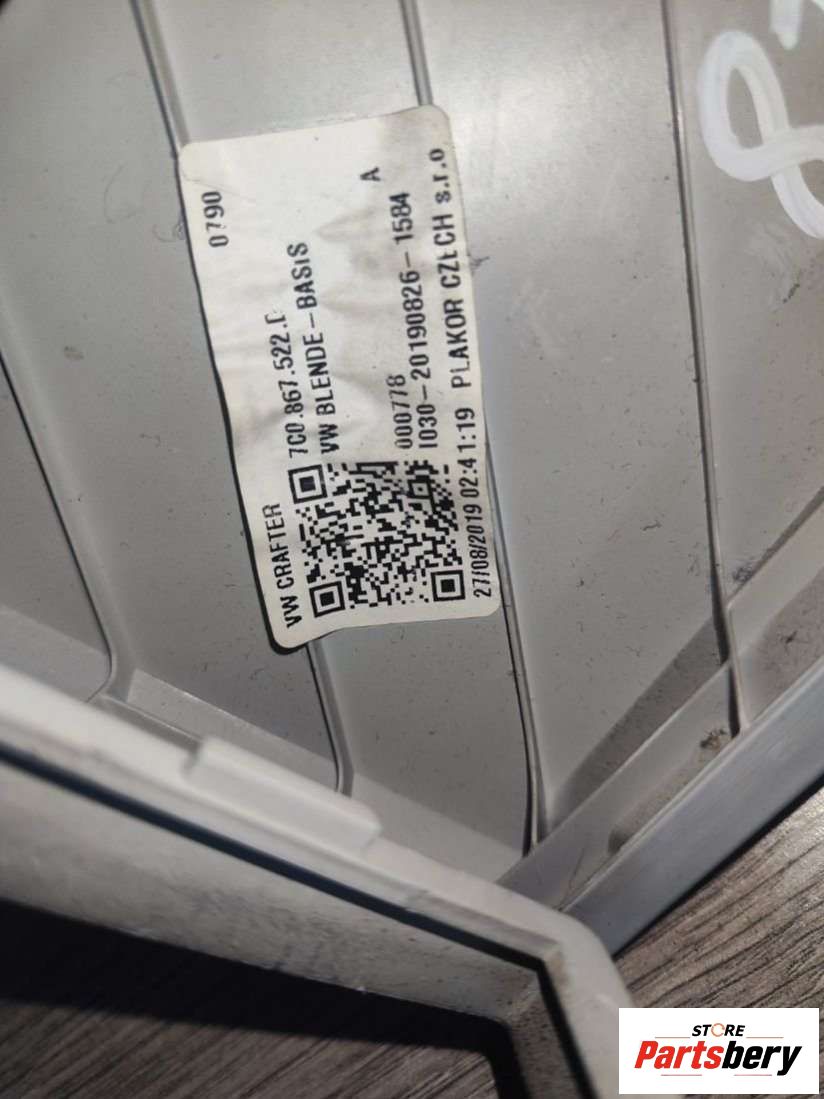 0790
VW CRAFTER
7C0.867.522.
VW BLENDE-BASIS
000778 A
1030-20190826-1584
27/08/2019 02:41:19 PLAKOR CZECH s.r.o
8
STORE
Partsbery